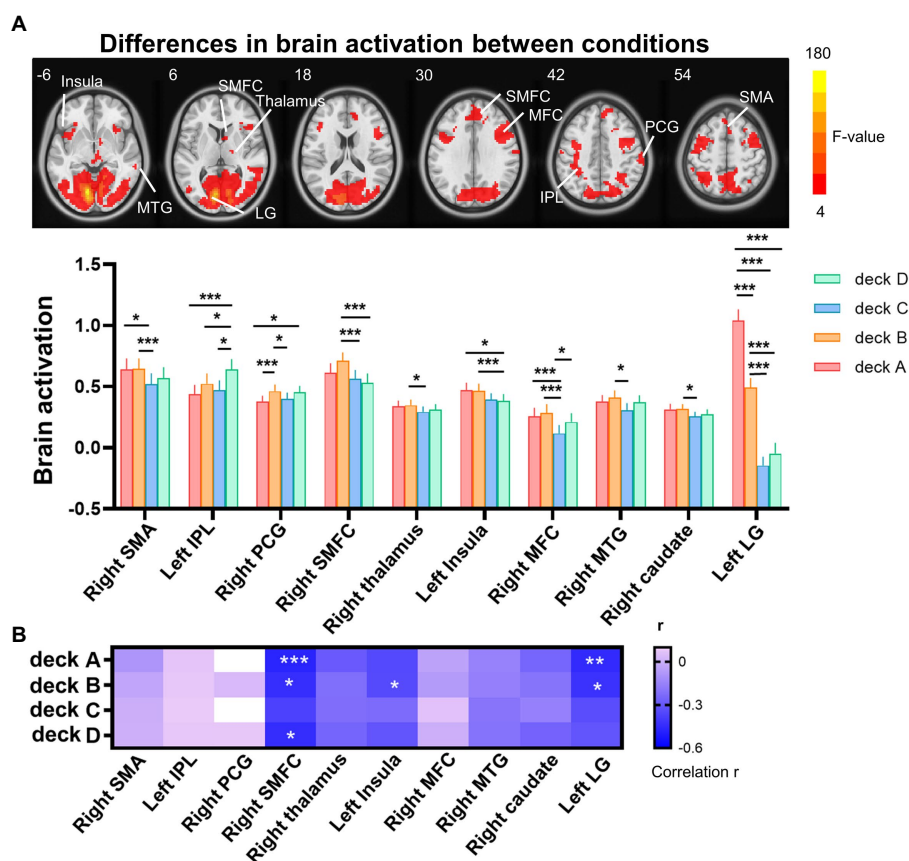 A
Differences in brain activation between conditions
-6
6
18
30
42
54
Insula
SMFC
Thalamus
MTG
LG
SMFC
MFC
PCG
IPL
SMA
180
F-value
4
Brain activation
1.5
1.0
0.5
0.0
-0.5
* *** *** * * * * *** *** *** * * *** *** *** * * * *** *** *** *** *** ***
deck D
deck C
deck B
deck A
Right SMA
Left IPL
Right PCG
Right SMFC
Right thalamus
Left Insula
Right MFC
Right MTG
Right caudate
Left LG
B
deck A *** **
deck B * * *
deck C
deck D *
r
0
-0.3
-0.6
Correlation r
Right SMA
Left IPL
Right PCG
Right SMFC
Right thalamus
Left Insula
Right MFC
Right MTG
Right caudate
Left LG